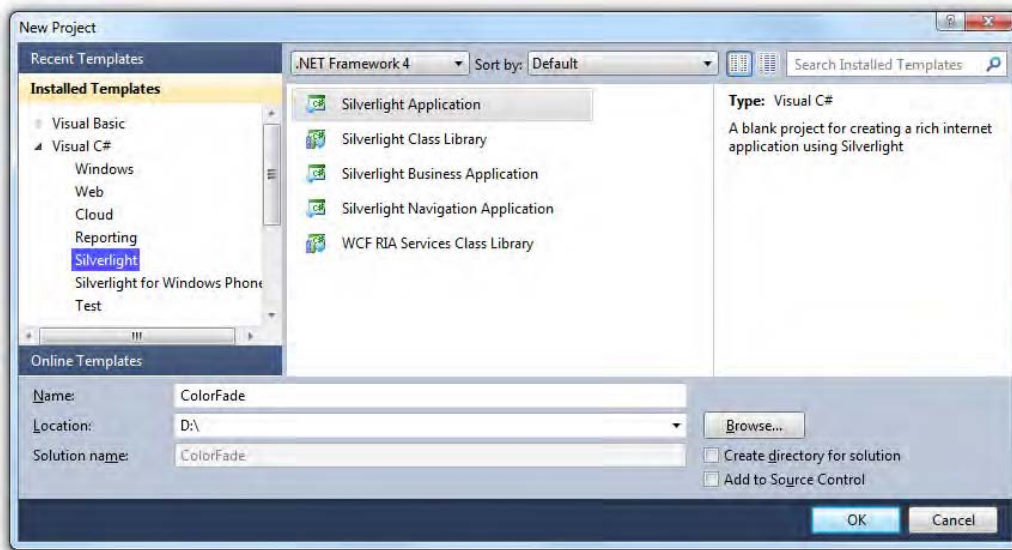 New Project
Recent Templates
Installed Templates
Visual Basic
Visual C#
Windows
Web
Cloud
Reporting
Silverlight
Silverlight for Windows Phone
Test
Online Templates
.NET Framework 4 Sort by: Default Search Installed Templates
Silverlight Application
Silverlight Class Library
Silverlight Business Application
Silverlight Navigation Application
WCF RIA Services Class Library
Type: Visual C#
A blank project for creating a rich internet
application using Silverlight
Name: ColorFade
Location: D:\ Browse...
Solution name: ColorFade
Create directory for solution
Add to Source Control
OK Cancel